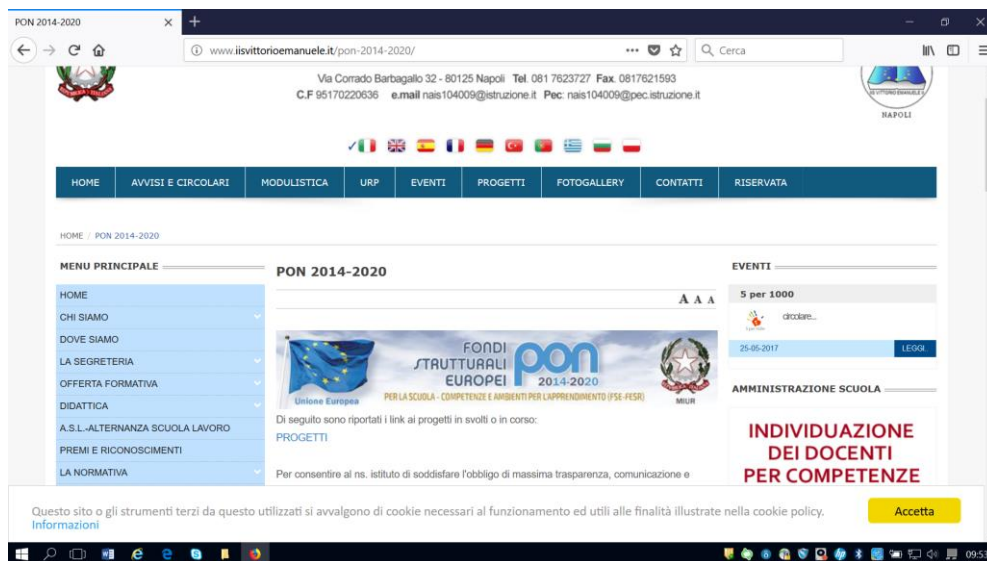 PON 2014-2020
www.iisvittorioemanuele.it/pon-2014-2020/
Cerca
Via Corrado Barbagallo 32 - 80125 Napoli Tel. 081 7623727 Fax. 0817621593
C.F 95170220636 e.mail nais104009@istruzione.it Pec: nais104009@pec.istruzione.it
NAPOLI
HOME AVVISI E CIRCOLARI MODULISTICA URP EVENTI PROGETTI FOTOGALLERY CONTATTI RISERVATA
HOME / PON 2014-2020
MENU PRINCIPALE
HOME
CHI SIAMO
DOVE SIAMO
LA SEGRETERIA
OFFERTA FORMATIVA
DIDATTICA
A.S.L.-ALTERNANZA SCUOLA LAVORO
PREMI E RICONOSCIMENTI
LA NORMATIVA
PON 2014-2020
A A A
FONDI
STRUTTURALI
EUROPEI
pon
2014-2020
Unione Europea
PER LA SCUOLA - COMPETENZE E AMBIENTI PER L'APPRENDIMENTO (FSE-FESR)
MIUR
Di seguito sono riportati i link ai progetti in svolti o in corso:
PROGETTI
Per consentire al ns. istituto di soddisfare l'obbligo di massima trasparenza, comunicazione e
EVENTI
5 per 1000
circolare...
25-05-2017 LEGGI..
AMMINISTRAZIONE SCUOLA
INDIVIDUAZIONE
DEI DOCENTI
PER COMPETENZE
Questo sito o gli strumenti terzi da questo utilizzati si avvalgono di cookie necessari al funzionamento ed utili alle finalità illustrate nella cookie policy.
Informazioni
Accetta
09:53